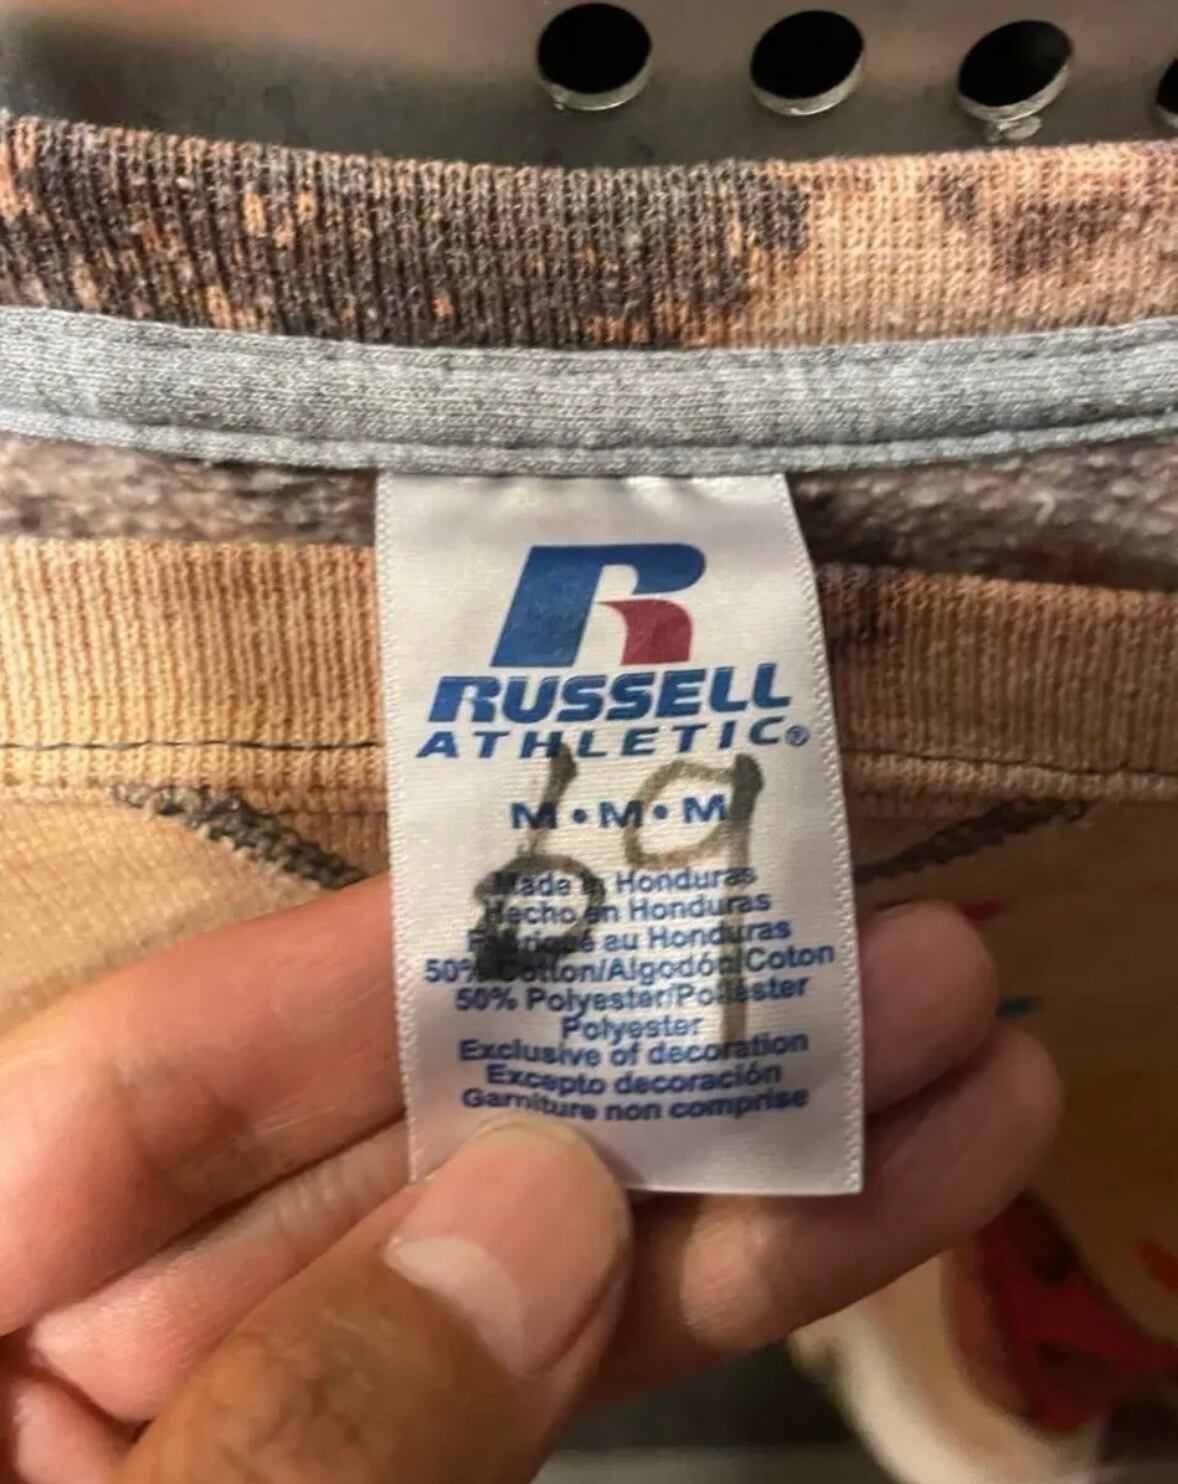 RUSSELL
ATHLETIC®
M•M•M
69
Made in Honduras
Hecho en Honduras
Fabriqué au Honduras
50% Cotton/Algodón/Coton
50% Polyester/Poliéster
Polyester
Exclusive of decoration
Excepto decoración
Garniture non comprise